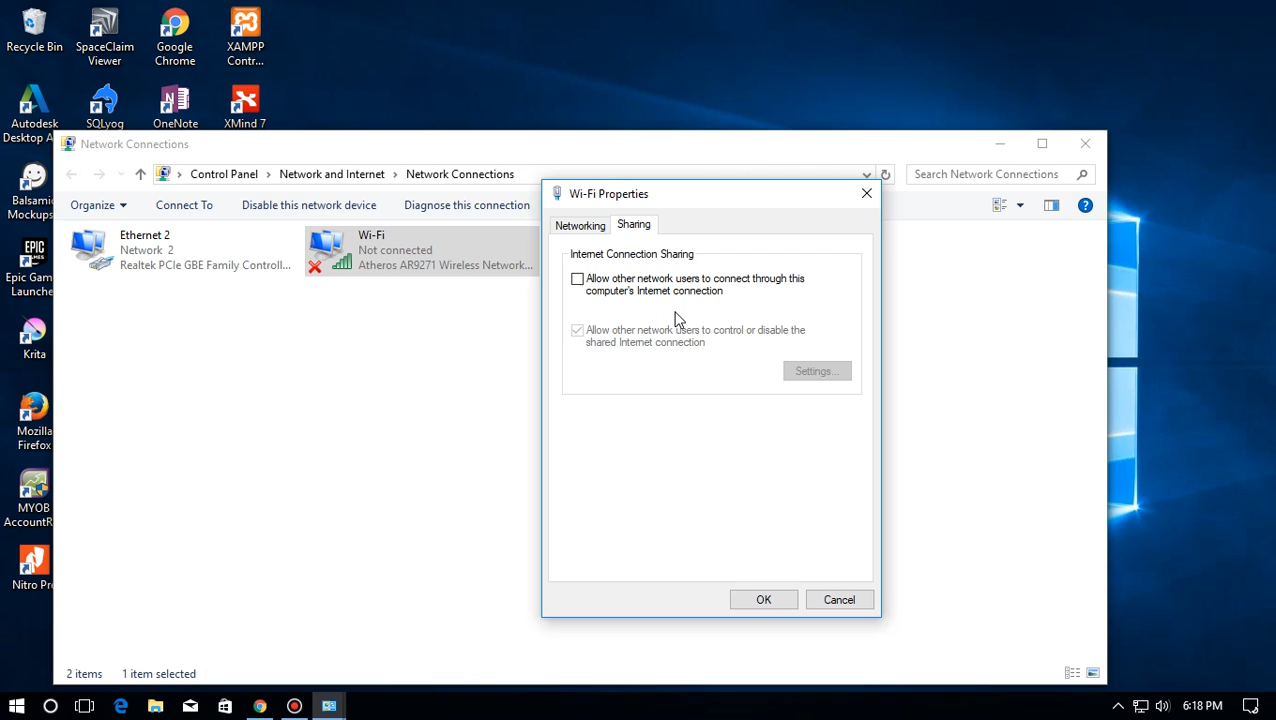 Recycle Bin
SpaceClaim
Viewer
Google
Chrome
XAMPP
Contr...
Autodesk
Desktop A
SQLyog
OneNote
XMind 7
Balsamic
Mockups
EPIC
GAMES
Epic Gam
Launche
Krita
Mozilla
Firefox
MYOB
AccountR
Nitro Pr
Network Connections
Control Panel > Network and Internet > Network Connections
Search Network Connections
Organize
Connect To
Disable this network device
Diagnose this connection
Ethernet 2
Network 2
Realtek PCIe GBE Family Controll...
Wi-Fi
Not connected
Atheros AR9271 Wireless Network...
Wi-Fi Properties
Networking
Sharing
Internet Connection Sharing
Allow other network users to connect through this
computer's Internet connection
Allow other network users to control or disable the
shared Internet connection
Settings...
OK
Cancel
2 items
1 item selected
6:18 PM